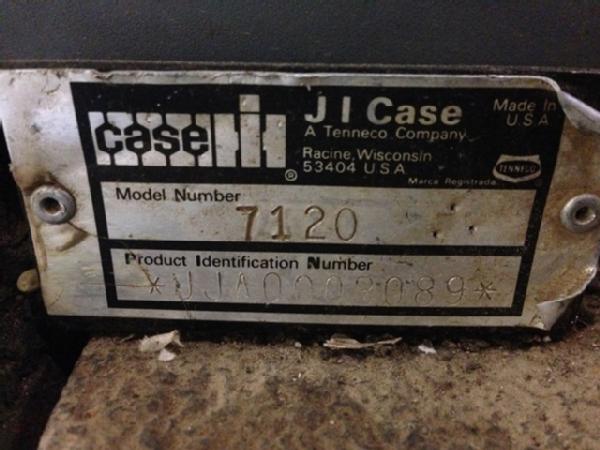 case IH
®
J I Case
A Tenneco Company
Racine, Wisconsin
53404 U S A
Made In
U S A
TENNECO
Marca Registrada
Model Number
7120
Product Identification Number